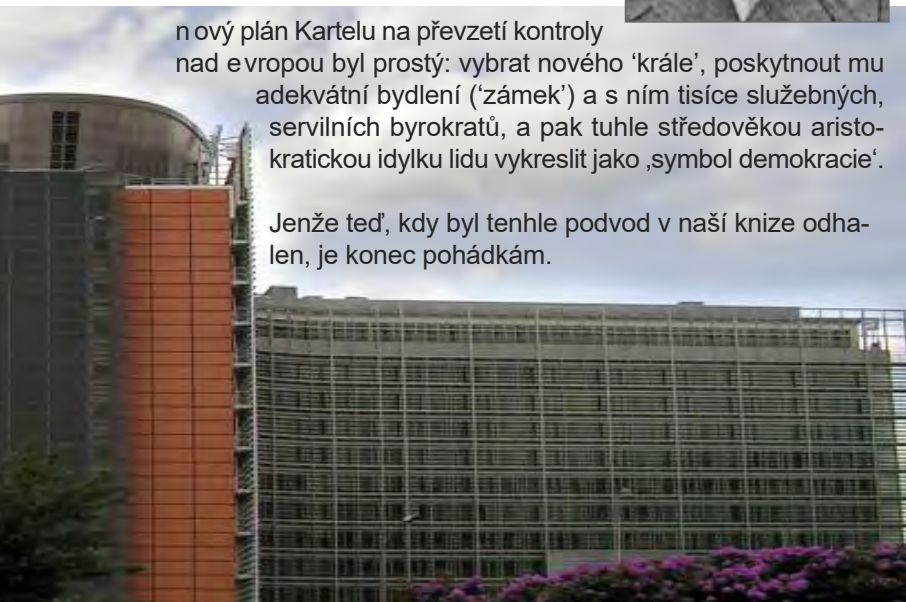 nový plán Kartelu na převzetí kontroly
nad evropou byl prostý: vybrat nového ‘krále’, poskytnout mu
adekvátní bydlení (‘zámek’) a s ním tisíce služebných,
servilních byrokratů, a pak tuhle středověkou aristo-
kratickou idylku lidu vykreslit jako ‚symbol demokracie‘.
Jenže teď, kdy byl tenhle podvod v naší knize odha-
len, je konec pohádkám.